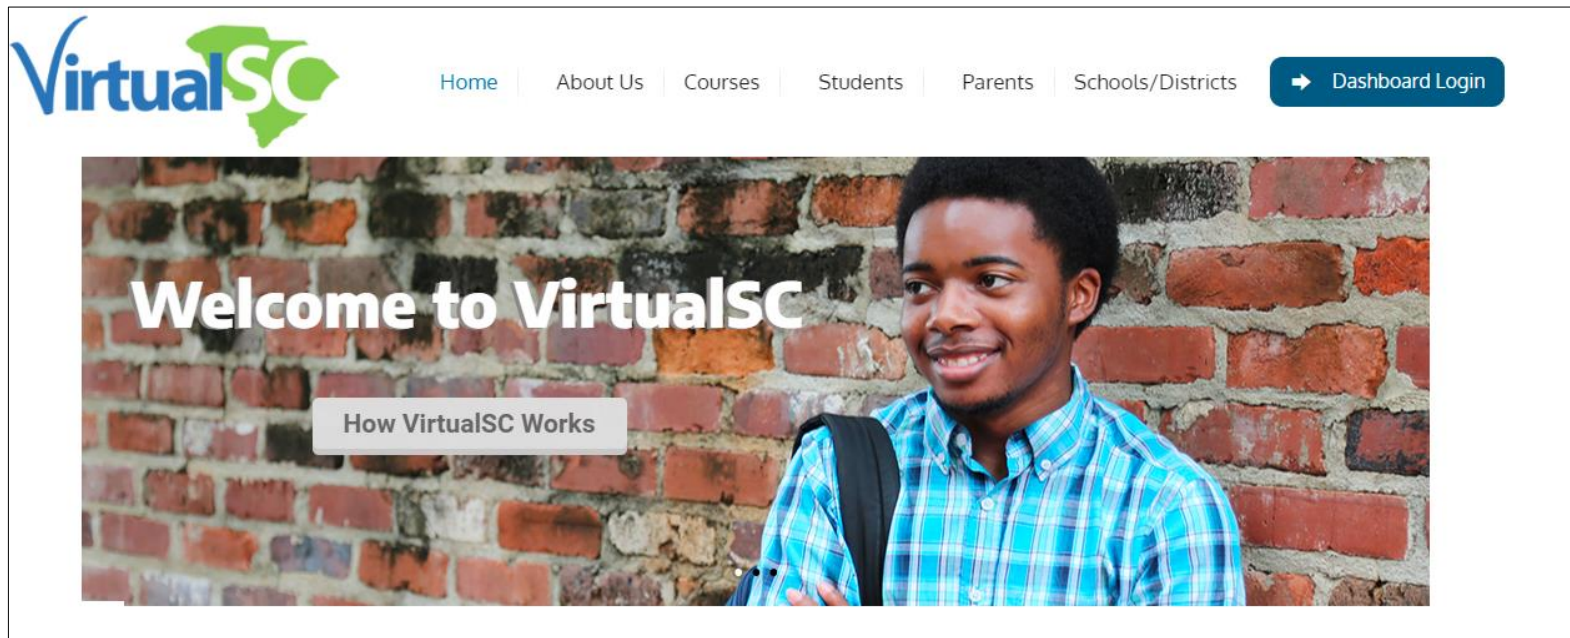 VirtualSC
Home About Us Courses Students Parents Schools/Districts Dashboard Login
Welcome to VirtualSC
How VirtualSC Works